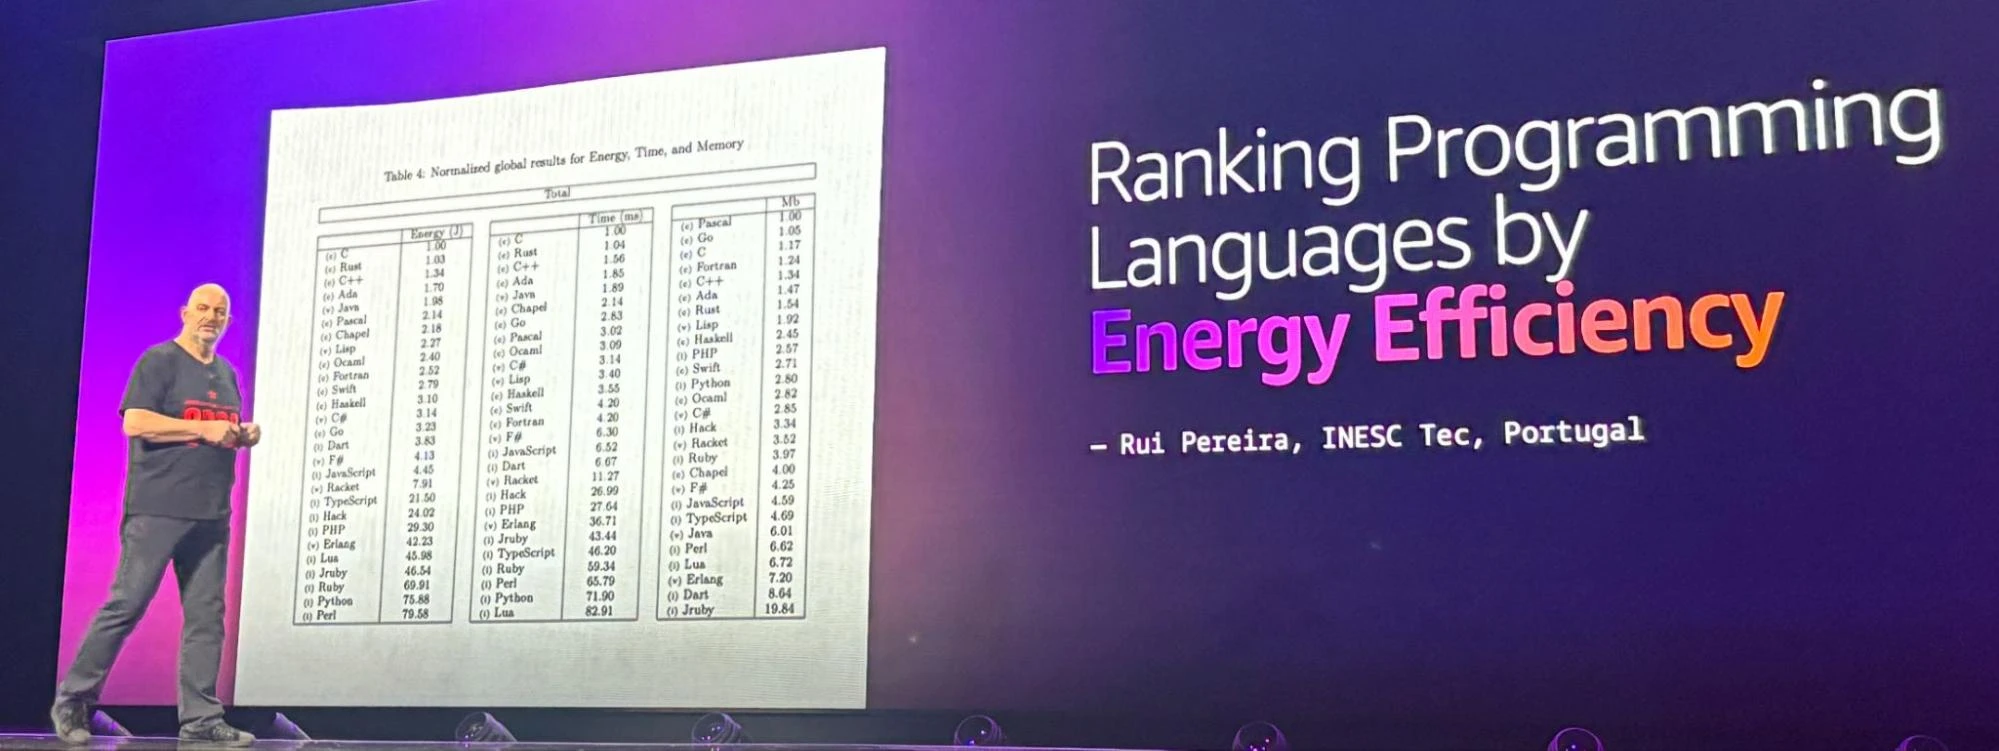 Table 4: Normalized global results for Energy, Time, and Memory
Total
Energy (J)
(c) C 1.00
(c) Rust 1.03
(c) C++ 1.34
(c) Ada 1.70
(v) Java 1.98
(c) Pascal 2.14
(c) Chapel 2.18
(v) Lisp 2.27
(c) Ocaml 2.40
(c) Fortran 2.52
(c) Swift 2.79
(c) Haskell 3.10
(v) C# 3.14
(c) Go 3.23
(i) Dart 3.83
(v) F# 4.13
(i) JavaScript 4.45
(v) Racket 7.91
(i) TypeScript 21.50
(i) Hack 24.02
(i) PHP 29.30
(v) Erlang 42.23
(i) Lua 45.98
(i) Jruby 46.54
(i) Ruby 69.91
(i) Python 75.88
(i) Perl 79.58
Time (ms)
(c) C 1.00
(c) Rust 1.04
(c) C++ 1.56
(c) Ada 1.85
(v) Java 1.89
(c) Chapel 2.14
(c) Go 2.83
(c) Pascal 3.02
(c) Ocaml 3.09
(v) C# 3.14
(v) Lisp 3.40
(c) Haskell 3.55
(c) Swift 4.20
(c) Fortran 4.20
(v) F# 6.30
(i) JavaScript 6.52
(i) Dart 6.67
(v) Racket 11.27
(i) Hack 26.99
(i) PHP 27.64
(v) Erlang 36.71
(i) Jruby 43.44
(i) TypeScript 46.20
(i) Ruby 59.34
(i) Perl 65.79
(i) Python 71.90
(i) Lua 82.91
Mb
(c) Pascal 1.00
(c) Go 1.05
(c) C 1.17
(c) Fortran 1.24
(c) C++ 1.34
(c) Ada 1.47
(c) Rust 1.54
(v) Lisp 1.92
(c) Haskell 2.45
(i) PHP 2.57
(c) Swift 2.71
(i) Python 2.80
(c) Ocaml 2.82
(v) C# 2.85
(i) Hack 3.34
(v) Racket 3.52
(i) Ruby 3.97
(c) Chapel 4.00
(v) F# 4.25
(i) JavaScript 4.59
(i) TypeScript 4.69
(v) Java 6.01
(i) Perl 6.62
(i) Lua 6.72
(v) Erlang 7.20
(i) Dart 8.64
(i) Jruby 19.84
Ranking Programming
Languages by
Energy Efficiency
– Rui Pereira, INESC Tec, Portugal